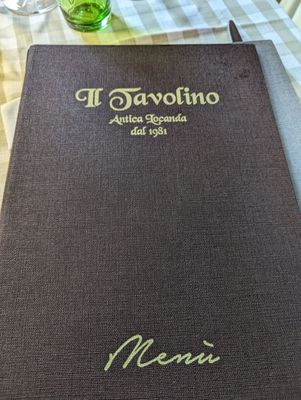 Il Tavolino
Antica Locanda
dal 1981
Menù